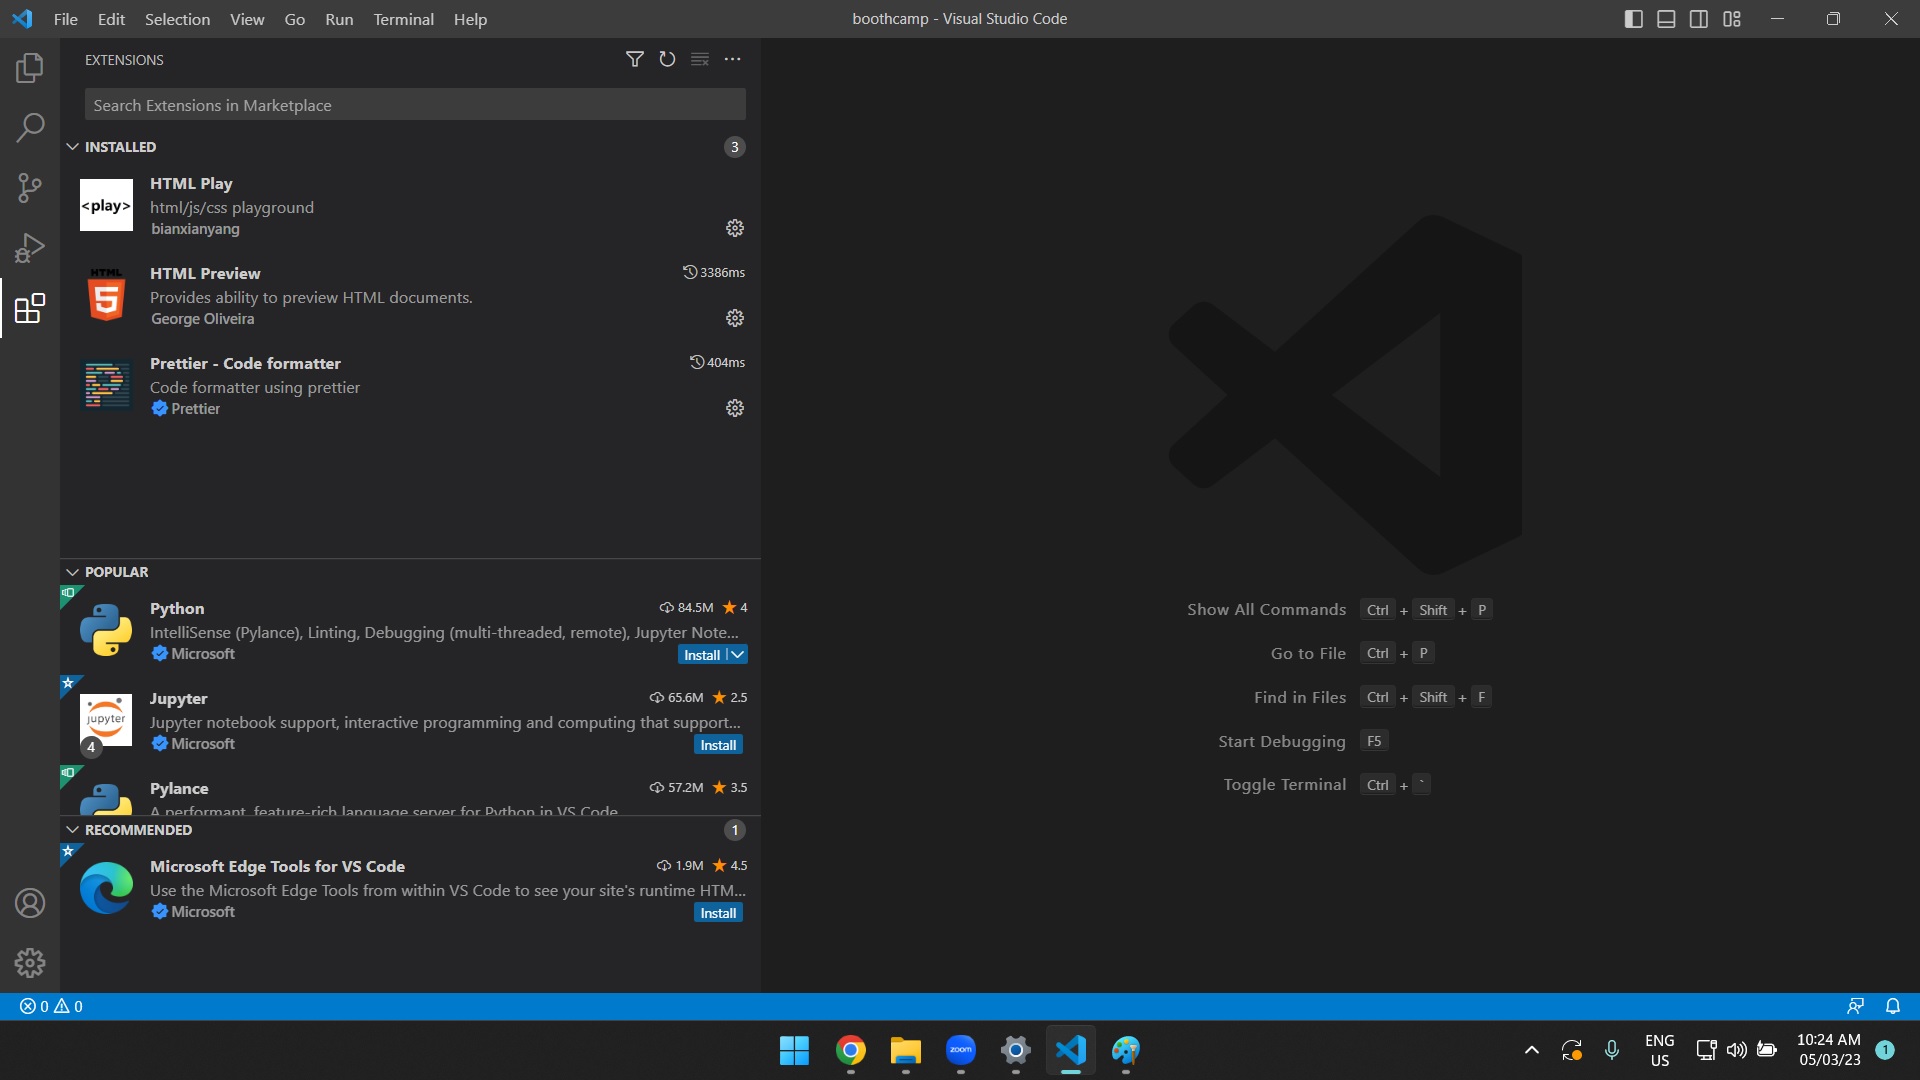 File Edit Selection View Go Run Terminal Help
boothcamp - Visual Studio Code
EXTENSIONS
Search Extensions in Marketplace
INSTALLED 3
<play>
HTML Play
html/js/css playground
bianxianyang
HTML
5
HTML Preview 3386ms
Provides ability to preview HTML documents.
George Oliveira
Prettier - Code formatter 404ms
Code formatter using prettier
Prettier
POPULAR
Python 84.5M 4
IntelliSense (Pylance), Linting, Debugging (multi-threaded, remote), Jupyter Note...
Microsoft Install
jupyter
4
Jupyter 65.6M 2.5
Jupyter notebook support, interactive programming and computing that support...
Microsoft Install
Pylance 57.2M 3.5
A performant, feature-rich language server for Python in VS Code
RECOMMENDED 1
Microsoft Edge Tools for VS Code 1.9M 4.5
Use the Microsoft Edge Tools from within VS Code to see your site's runtime HTM...
Microsoft Install
Show All Commands Ctrl + Shift + P
Go to File Ctrl + P
Find in Files Ctrl + Shift + F
Start Debugging F5
Toggle Terminal Ctrl + `
0 0
zoom
ENG
US
10:24 AM
05/03/23
1